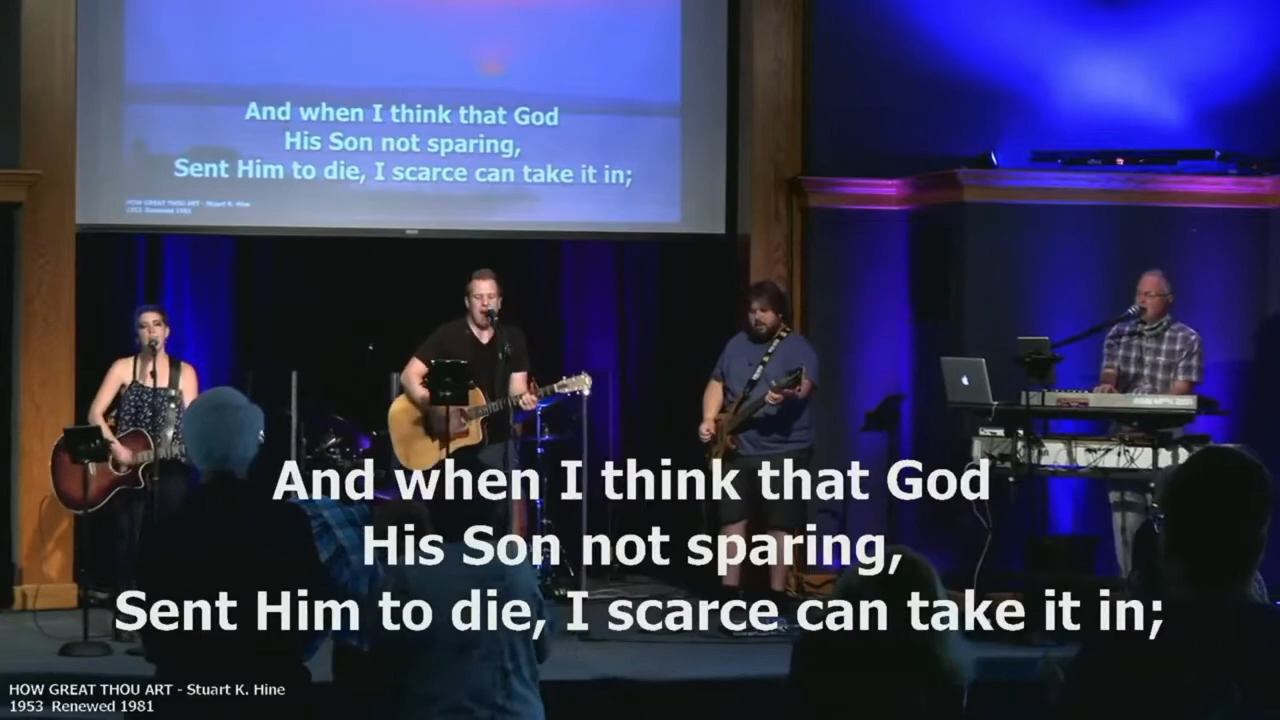 And when I think that God
His Son not sparing,
Sent Him to die, I scarce can take it in;
HOW GREAT THOU ART - Stuart K. Hine
1953 Renewed 1981
And when I think that God
His Son not sparing,
Sent Him to die, I scarce can take it in;
HOW GREAT THOU ART - Stuart K. Hine
1953 Renewed 1981